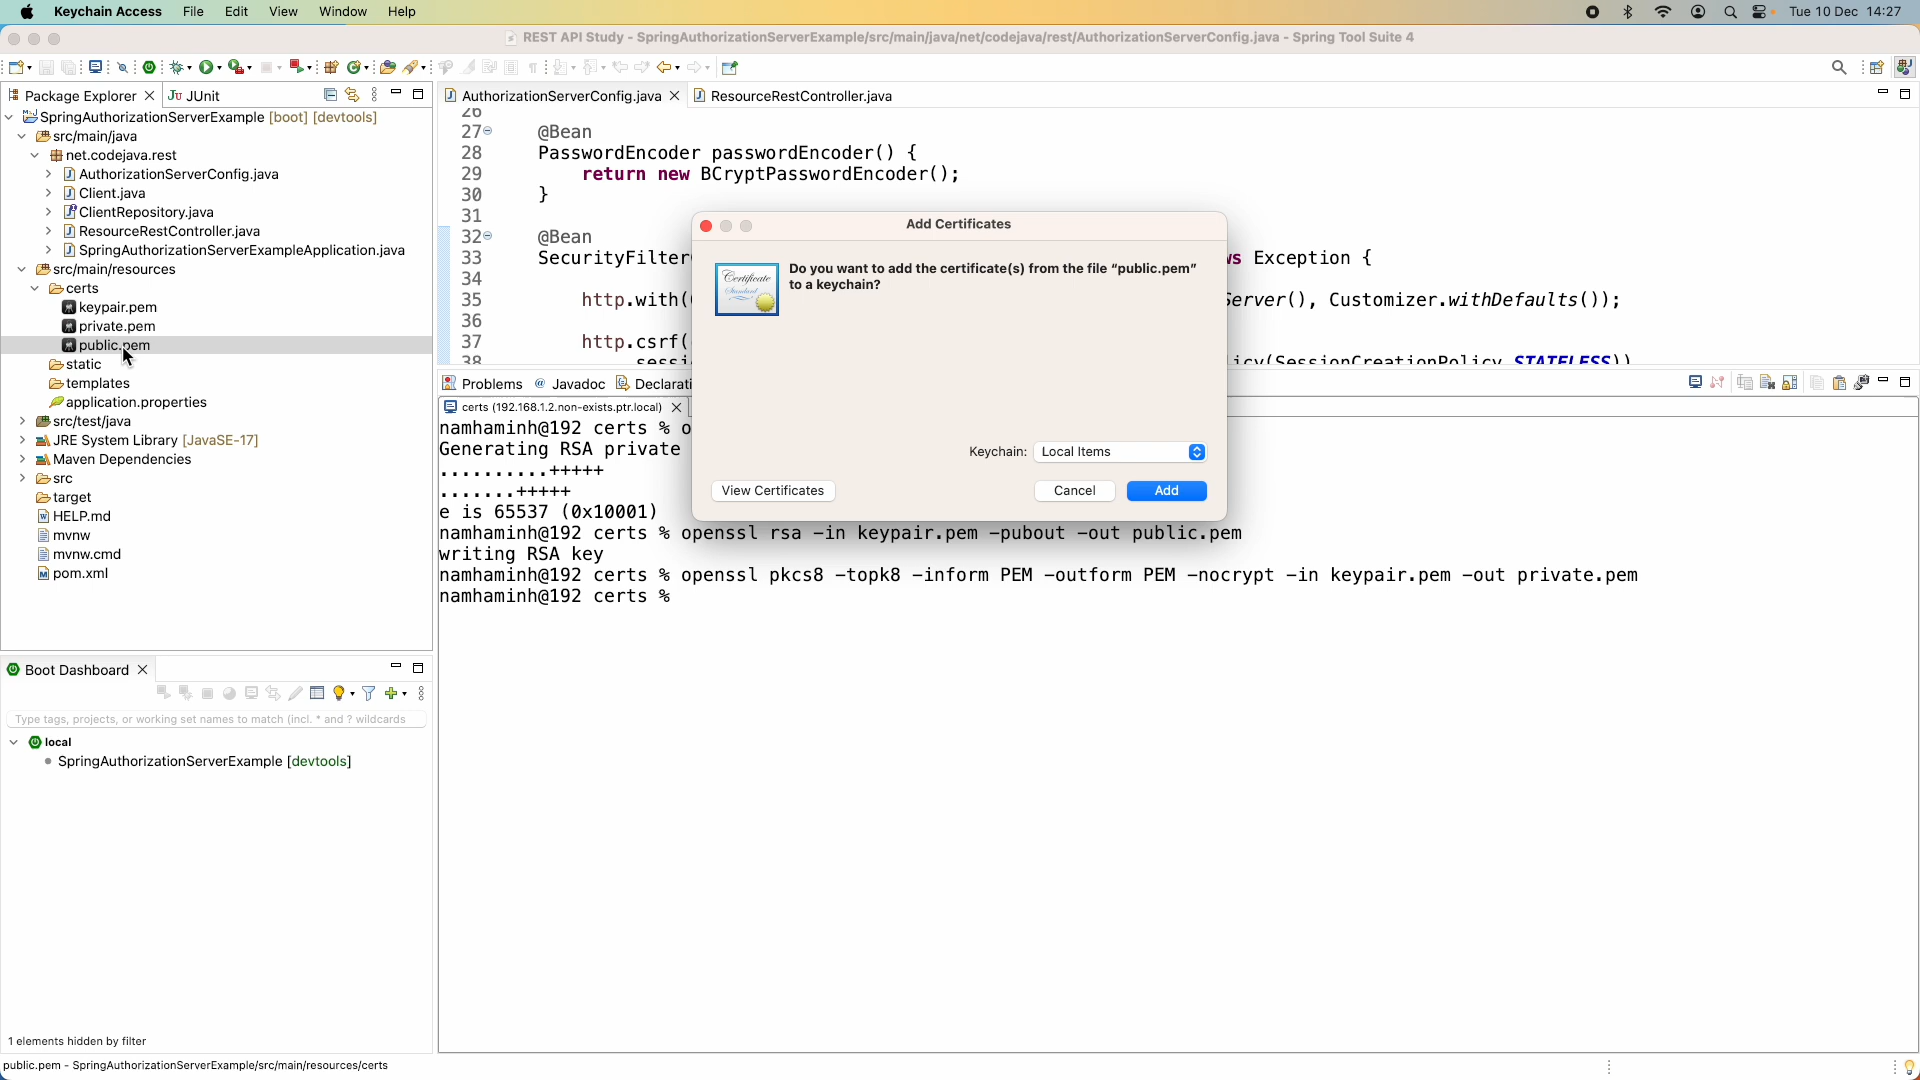 Keychain Access File Edit View Window Help Tue 10 Dec 14:27
REST API Study - SpringAuthorizationServerExample/src/main/java/net/codejava/rest/AuthorizationServerConfig.java - Spring Tool Suite 4
Package Explorer JUnit
SpringAuthorizationServerExample [boot] [devtools]
src/main/java
net.codejava.rest
AuthorizationServerConfig.java
Client.java
ClientRepository.java
ResourceRestController.java
SpringAuthorizationServerExampleApplication.java
src/main/resources
certs
keypair.pem
private.pem
public.pem
static
templates
application.properties
src/test/java
JRE System Library [JavaSE-17]
Maven Dependencies
src
target
HELP.md
mvnw
mvnw.cmd
pom.xml
Boot Dashboard
Type tags, projects, or working set names to match (incl. * and ? wildcards
local
SpringAuthorizationServerExample [devtools]
1 elements hidden by filter
public.pem - SpringAuthorizationServerExample/src/main/resources/certs
AuthorizationServerConfig.java ResourceRestController.java
26
27 @Bean
28 PasswordEncoder passwordEncoder() {
29 return new BCryptPasswordEncoder();
30 }
31
32 @Bean
33 SecurityFilter s Exception {
34
35 http.with( erver(), Customizer.withDefaults());
36
37 http.csrf(
38 sessi licy(SessionCreationPolicy.STATELESS))
Add Certificates
Do you want to add the certificate(s) from the file “public.pem”
to a keychain?
Keychain: Local Items
View Certificates Cancel Add
Problems Javadoc Declarati
certs (192.168.1.2.non-exists.ptr.local)
namhaminh@192 certs % o
Generating RSA private
..........+++++
.......+++++
e is 65537 (0x10001)
namhaminh@192 certs % openssl rsa -in keypair.pem -pubout -out public.pem
writing RSA key
namhaminh@192 certs % openssl pkcs8 -topk8 -inform PEM -outform PEM -nocrypt -in keypair.pem -out private.pem
namhaminh@192 certs %